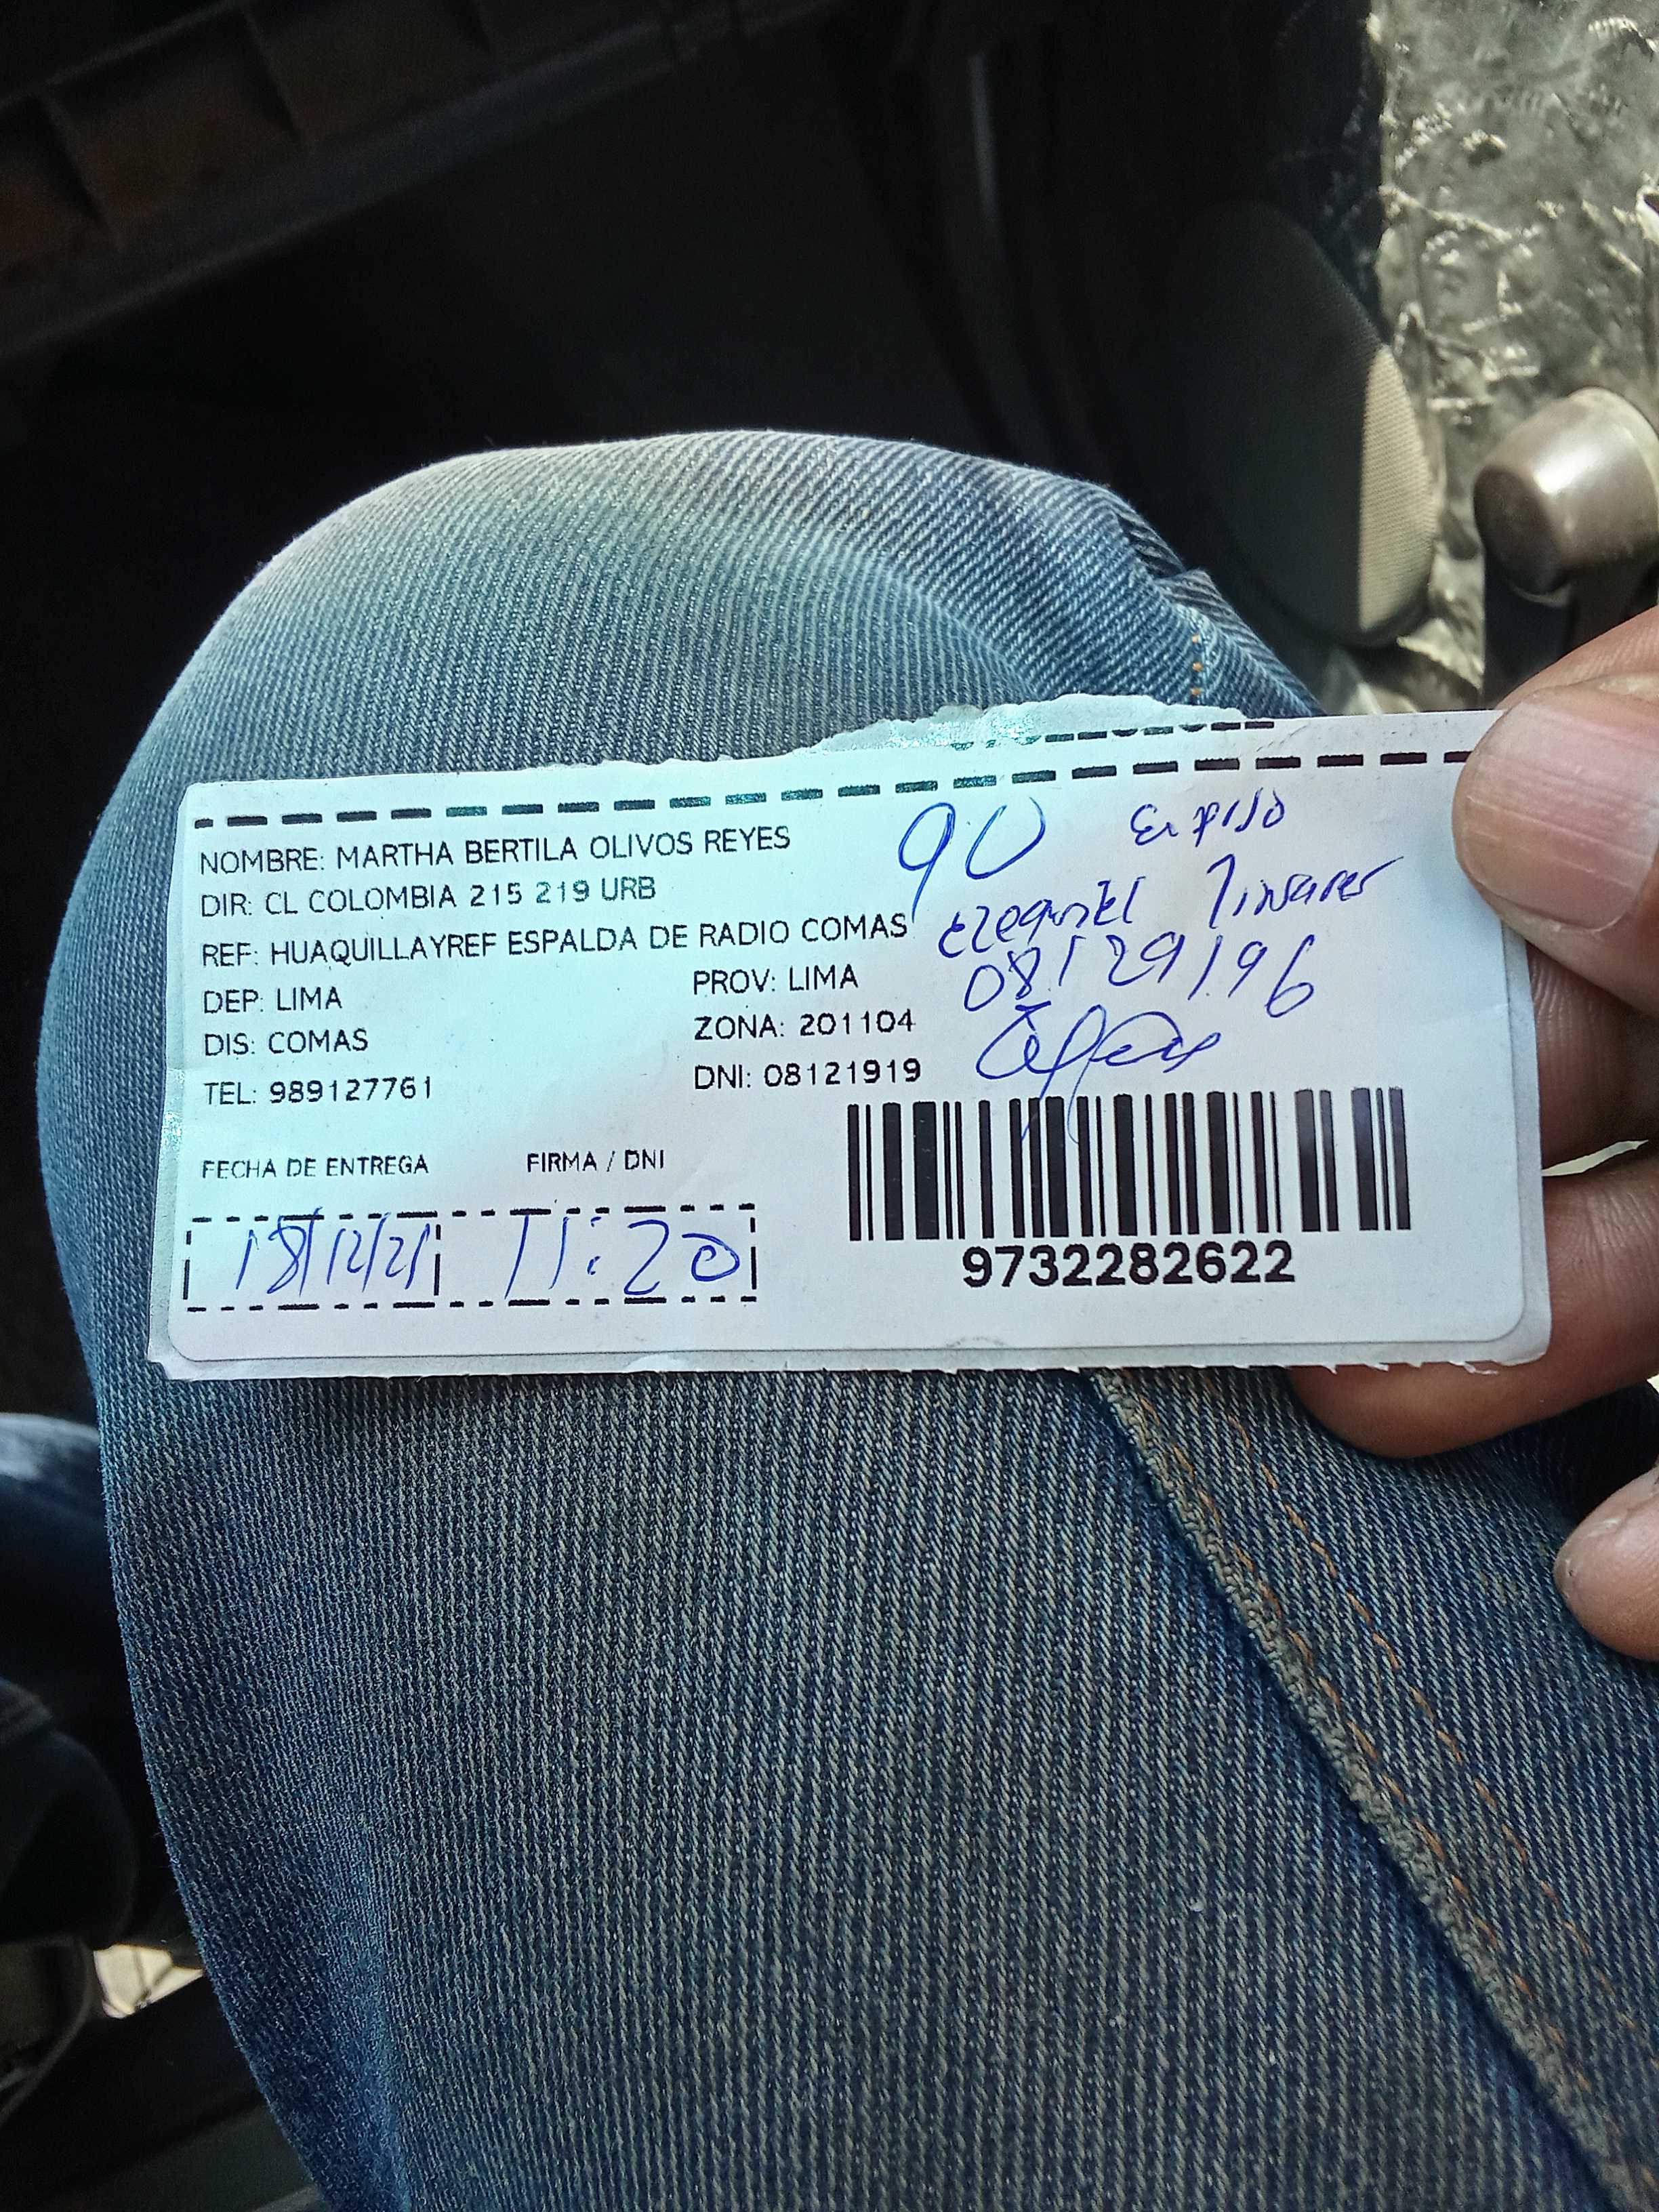 NOMBRE: MARTHA BERTILA OLIVOS REYES
DIR: CL COLOMBIA 215 219 URB
REF: HUAQUILLAYREF ESPALDA DE RADIO COMAS
DEP: LIMA PROV: LIMA
DIS: COMAS ZONA: 201104
TEL: 989127761 DNI: 08121919
90
Ezequiel Linares
08129196
FECHA DE ENTREGA FIRMA / DNI
18/12/21 11:20
9732282622